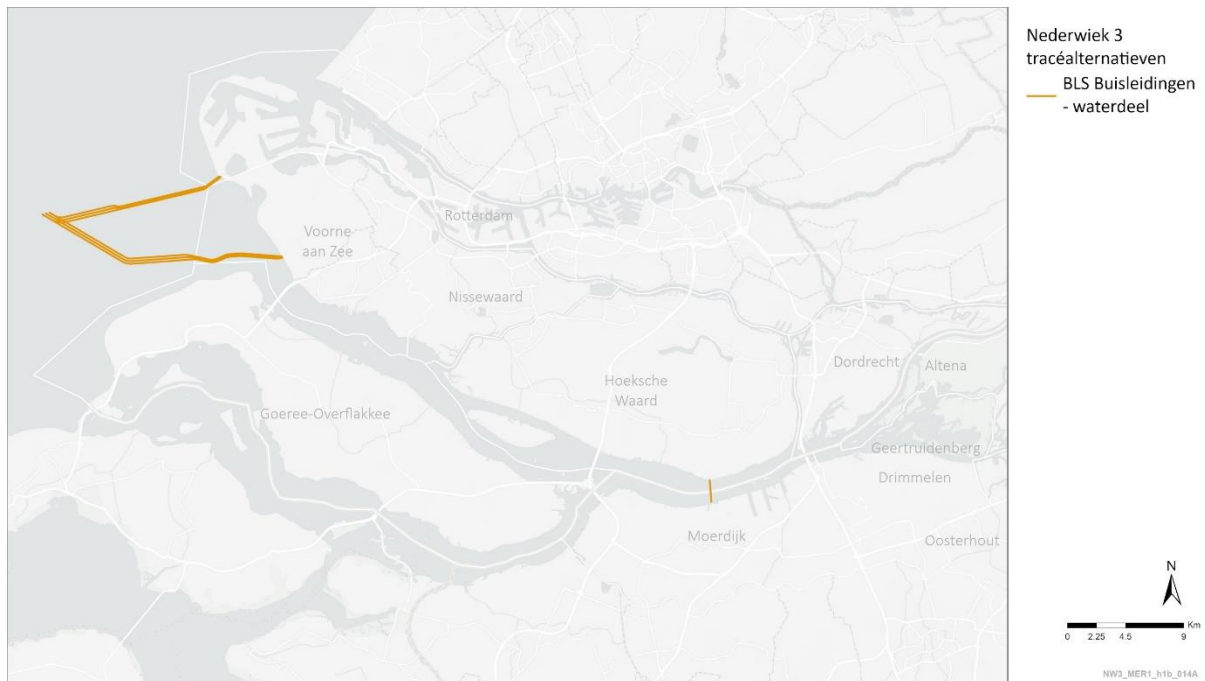 Nederwiek 3
tracéalternatieven
BLS Buisleidingen
- waterdeel
Rotterdam
Voorne
aan Zee
Nissewaard
Dordrecht
Altena
Hoeksche
Waard
Goeree-Overflakkee
Geertruidenberg
Drimmelen
Moerdijk
Oosterhout
N
Km
0 2.25 4.5 9
NW3_MER1_h1b_014A